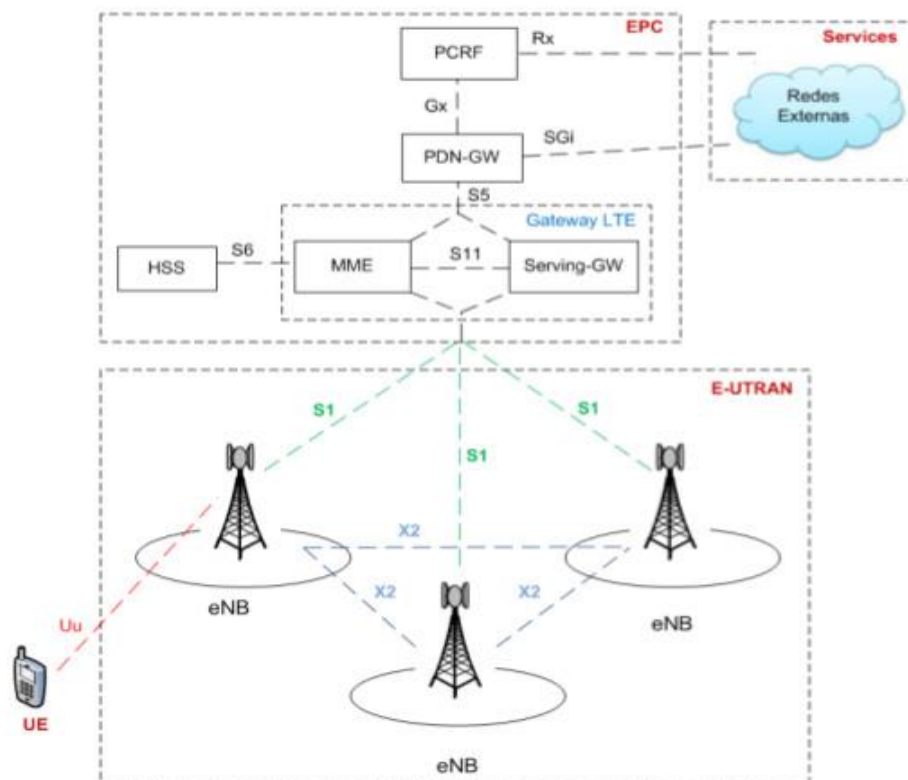 EPC
Services
PCRF
Rx
Redes
Externas
Gx
SGi
PDN-GW
S5
Gateway LTE
S6
HSS
MME
S11
Serving-GW
E-UTRAN
S1
S1
S1
X2
X2
X2
eNB
eNB
Uu
UE
eNB